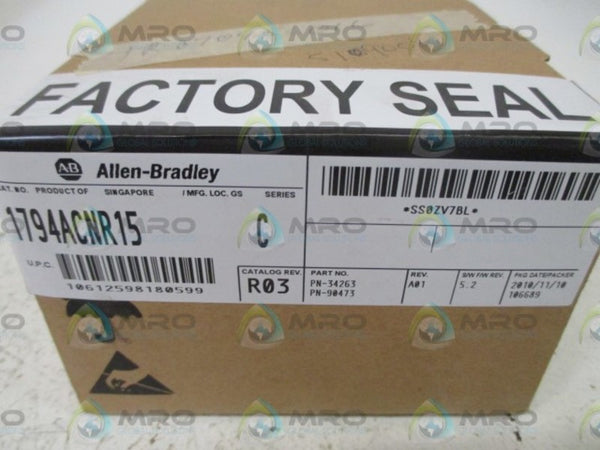 FACTORY SEAL
AB Allen-Bradley
CAT. NO. PRODUCT OF SINGAPORE / MFG. LOC. GS SERIES
1794ACNR15 C
*SS0ZV7BL*
U.P.C.
10612598180599
CATALOG REV. R03
PART NO. PN-34263 PN-90473
REV. A01
S/W F/W REV. 5.2
PKG DATE/PACKER 2010/11/10 106689
MRO